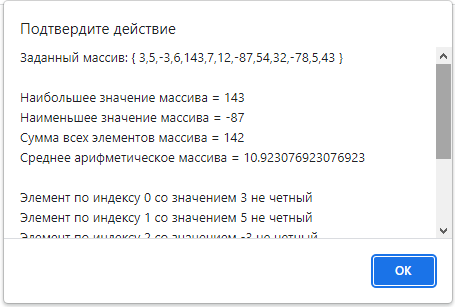 Подтвердите действие
Заданный массив: { 3,5,-3,6,143,7,12,-87,54,32,-78,5,43 }
Наибольшее значение массива = 143
Наименьшее значение массива = -87
Сумма всех элементов массива = 142
Среднее арифметическое массива = 10.923076923076923
Элемент по индексу 0 со значением 3 не четный
Элемент по индексу 1 со значением 5 не четный
Элемент по индексу 2 со значением -3 не четный
ОК